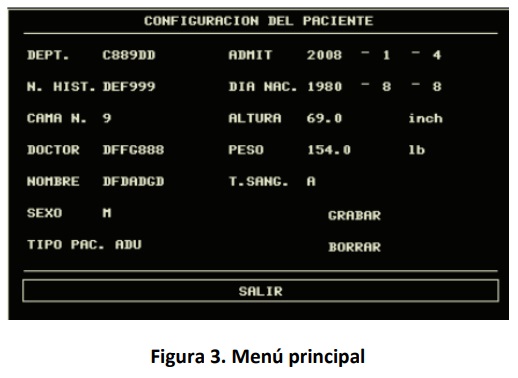 CONFIGURACION DEL PACIENTE
DEPT. C889DD ADMIT 2008 - 1 - 4
N. HIST. DEF999 DIA NAC. 1980 - 8 - 8
CAMA N. 9 ALTURA 69.0 inch
DOCTOR DFFG888 PESO 154.0 lb
NOMBRE DFDADGD T.SANG. A
SEXO M GRABAR
TIPO PAC. ADU BORRAR
SALIR
Figura 3. Menú principal